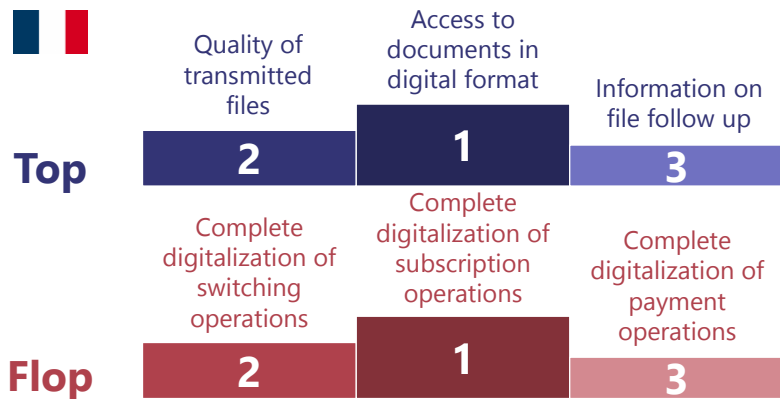 Quality of
transmitted
files
Access to
documents in
digital format
Information on
file follow up
Top
2
1
3
Complete
digitalization of
switching
operations
Complete
digitalization of
subscription
operations
Complete
digitalization of
payment
operations
Flop
2
1
3